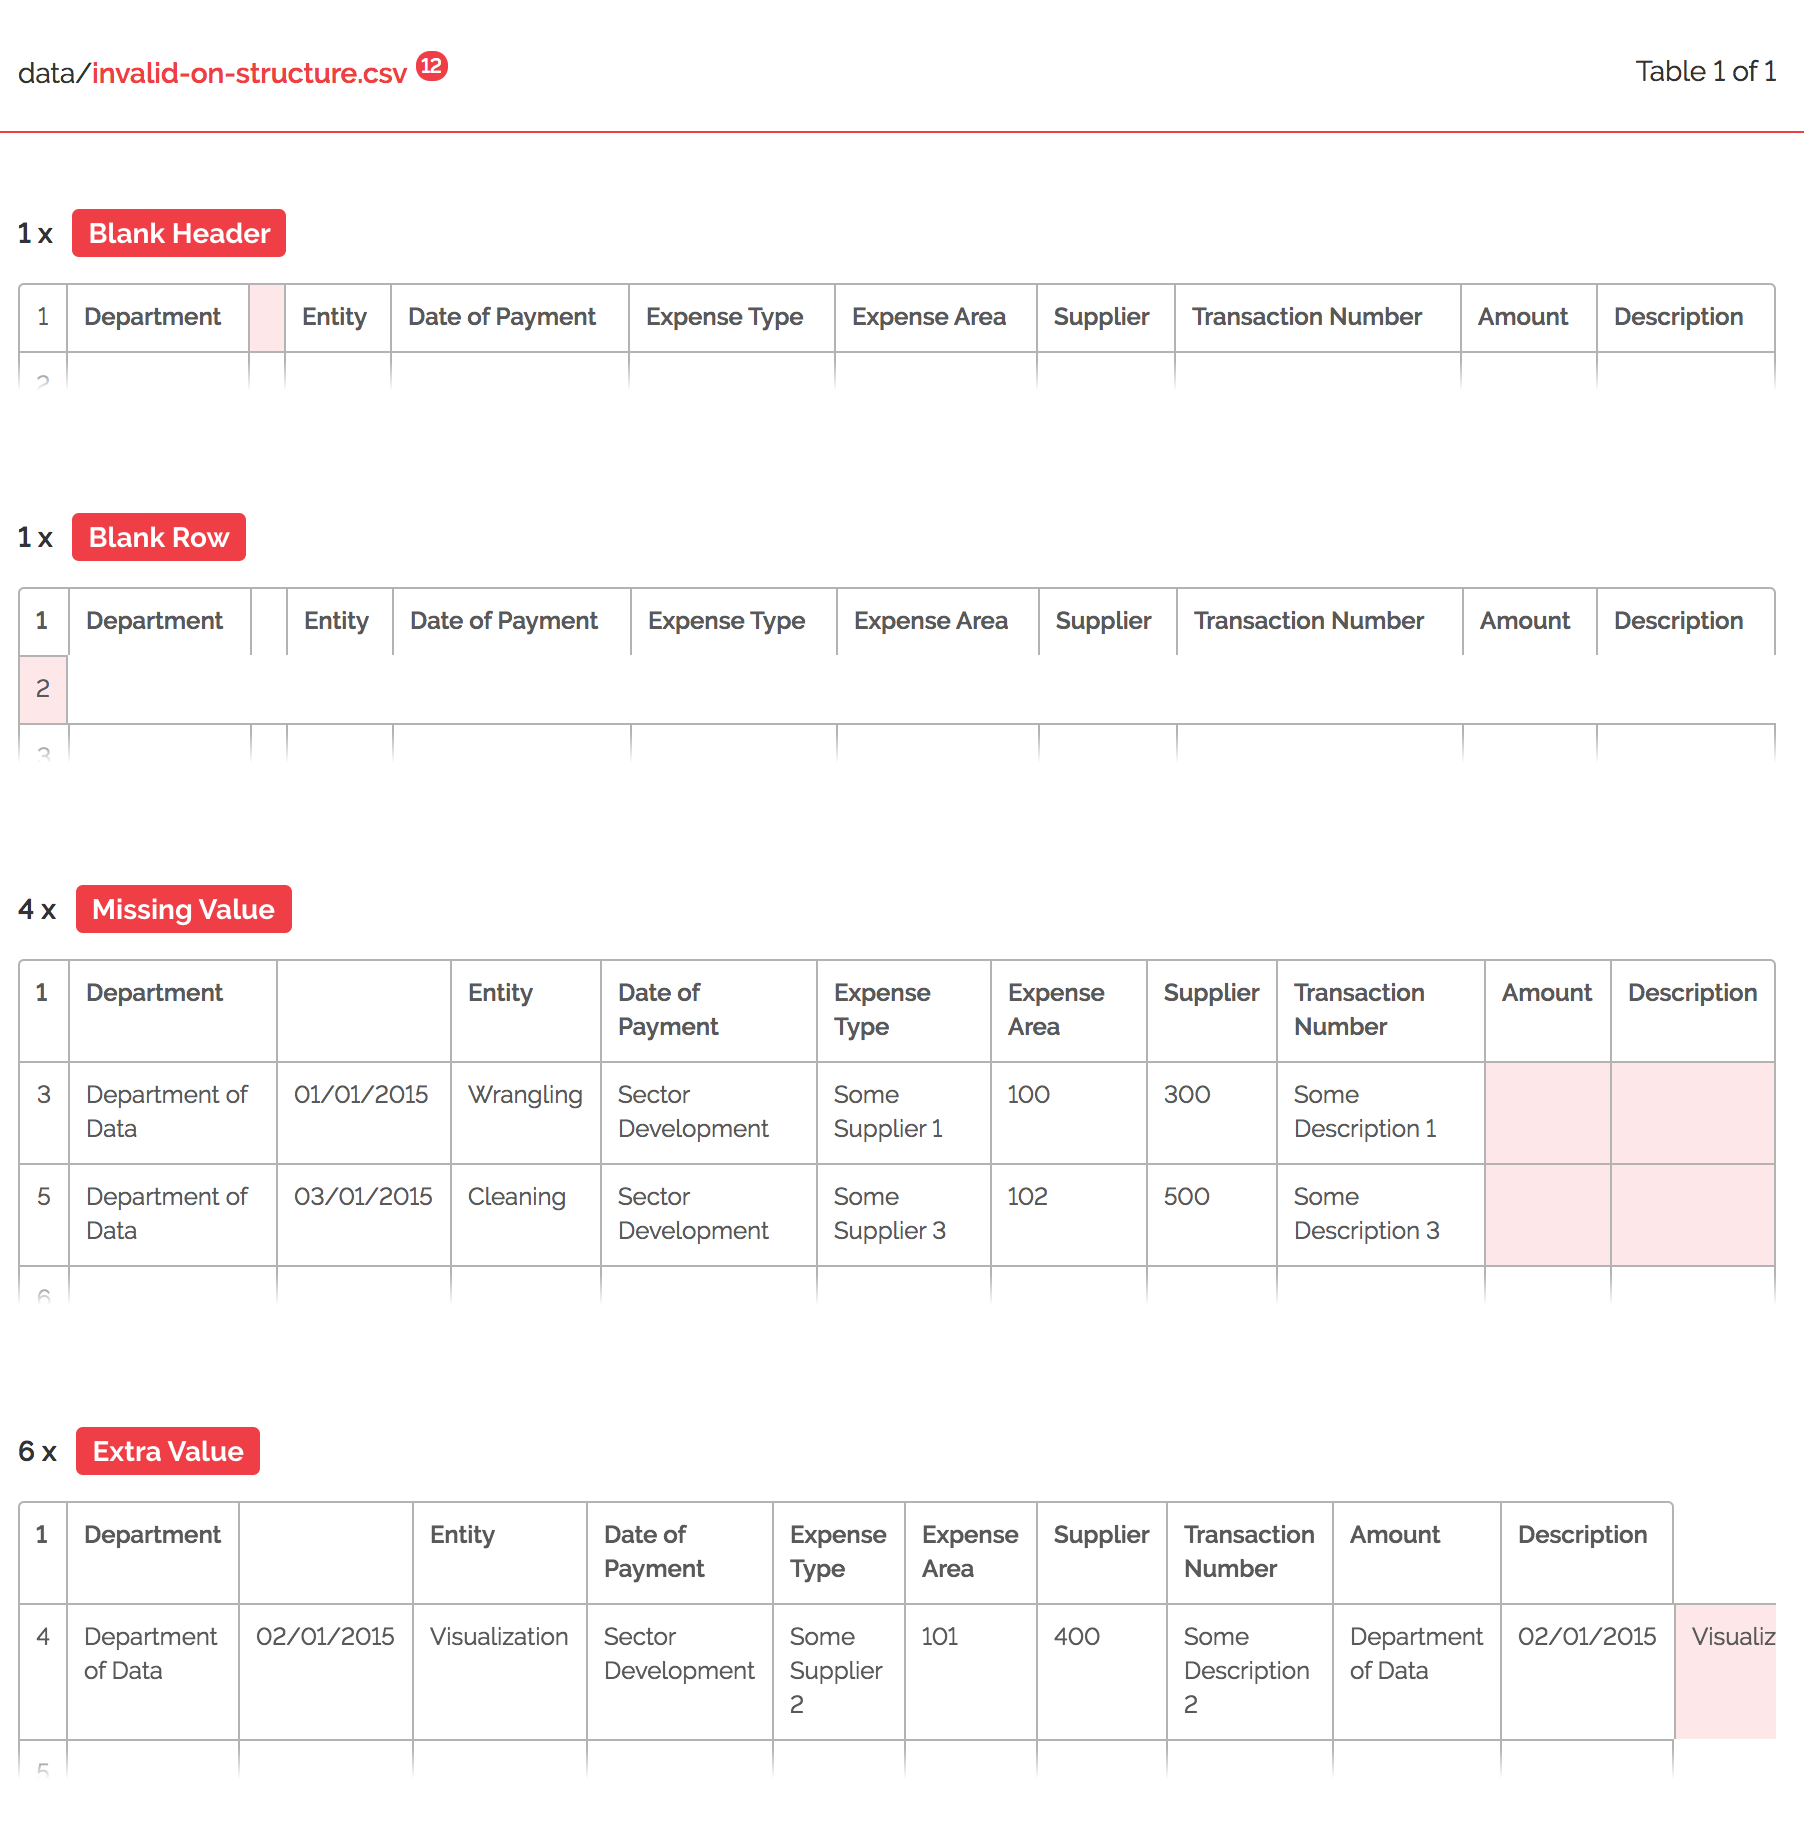 data/invalid-on-structure.csv 12 Table 1 of 1
1 x Blank Header
1 Department Entity Date of Payment Expense Type Expense Area Supplier Transaction Number Amount Description
2
1 x Blank Row
1 Department Entity Date of Payment Expense Type Expense Area Supplier Transaction Number Amount Description
2
3
4 x Missing Value
1 Department Entity Date of Expense Expense Supplier Transaction Amount Description
Payment Type Area Number
3 Department of 01/01/2015 Wrangling Sector Some 100 300 Some
Data Development Supplier 1 Description 1
5 Department of 03/01/2015 Cleaning Sector Some 102 500 Some
Data Development Supplier 3 Description 3
6
6 x Extra Value
1 Department Entity Date of Expense Expense Supplier Transaction Amount Description
Payment Type Area Number
4 Department 02/01/2015 Visualization Sector Some 101 400 Some Department 02/01/2015 Visualiz
of Data Development Supplier Description of Data
2 2
5